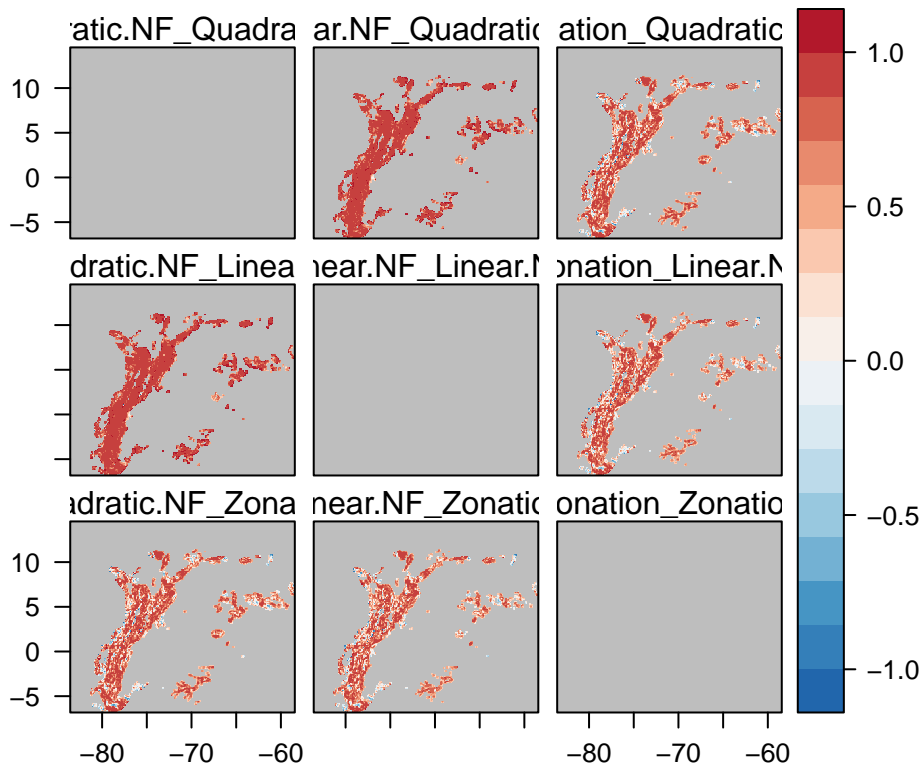 ratic.NF_Quadra
ar.NF_Quadratic
ation_Quadratic
10
5
0
−5
dratic.NF_Linea
near.NF_Linear.N
onation_Linear.N
adratic.NF_Zona
near.NF_Zonatio
onation_Zonatio
10
5
0
−5
−80 −70 −60
−80 −70 −60
1.0
0.5
0.0
−0.5
−1.0